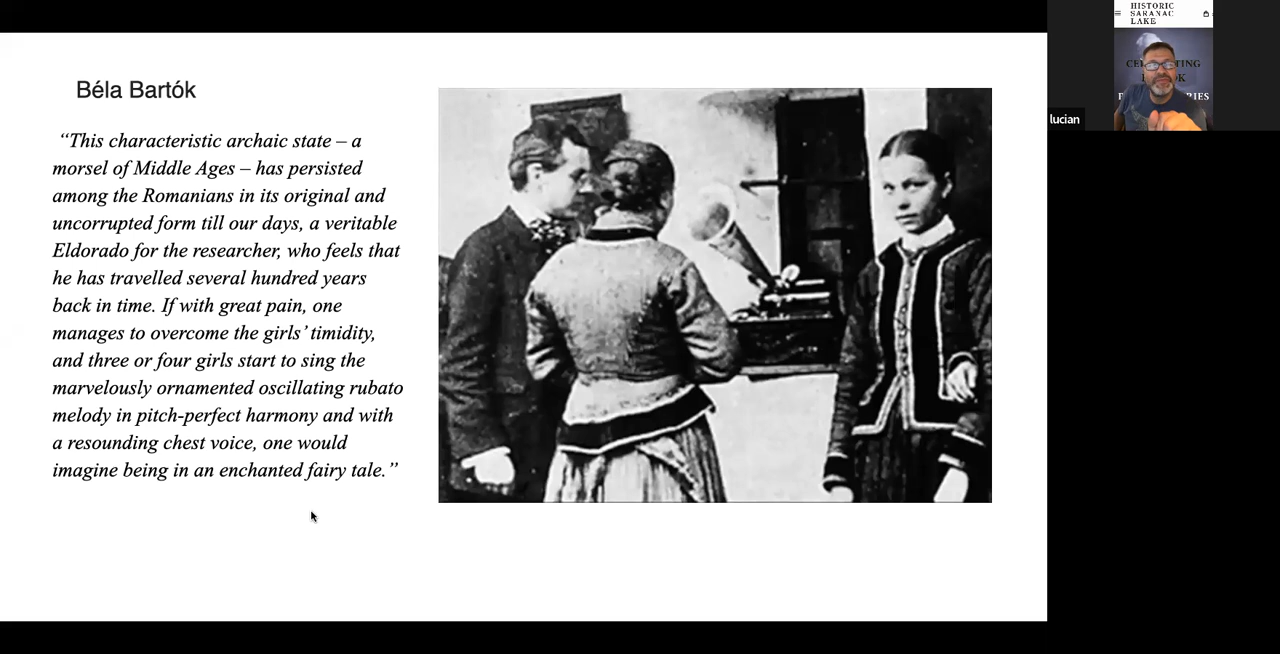 Béla Bartók
“This characteristic archaic state – a
morsel of Middle Ages – has persisted
among the Romanians in its original and
uncorrupted form till our days, a veritable
Eldorado for the researcher, who feels that
he has travelled several hundred years
back in time. If with great pain, one
manages to overcome the girls’ timidity,
and three or four girls start to sing the
marvelously ornamented oscillating rubato
melody in pitch-perfect harmony and with
a resounding chest voice, one would
imagine being in an enchanted fairy tale.”
HISTORIC
SARANAC
LAKE
lucian